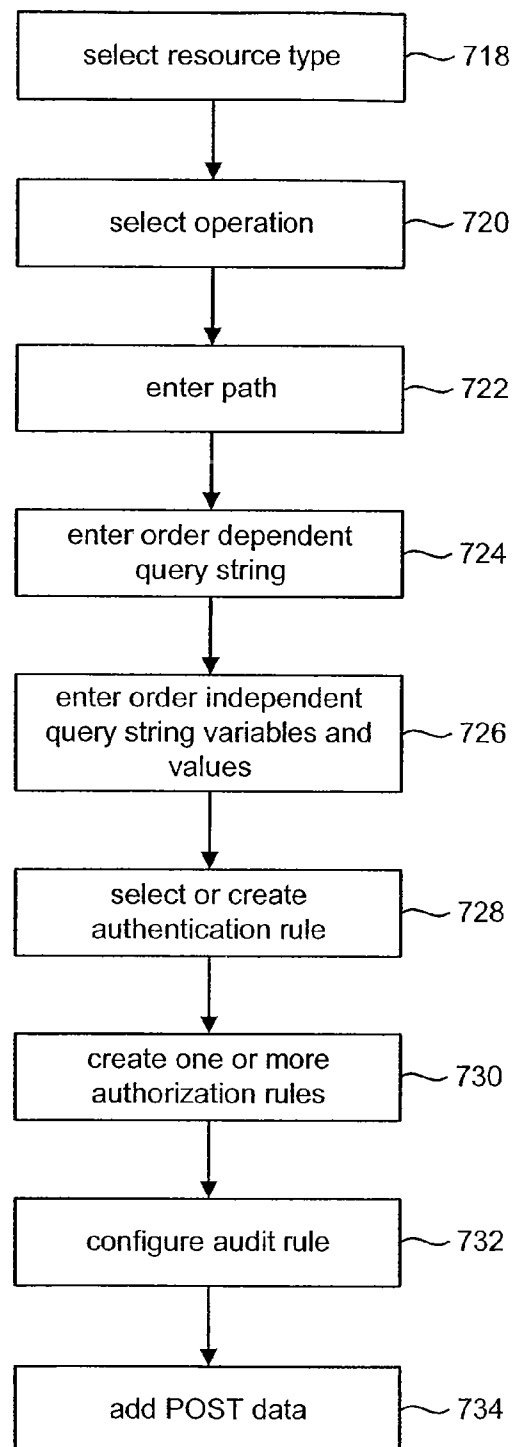 select resource type
718
select operation
720
enter path
722
enter order dependent
query string
724
enter order independent
query string variables and
values
726
select or create
authentication rule
728
create one or more
authorization rules
730
configure audit rule
732
add POST data
734